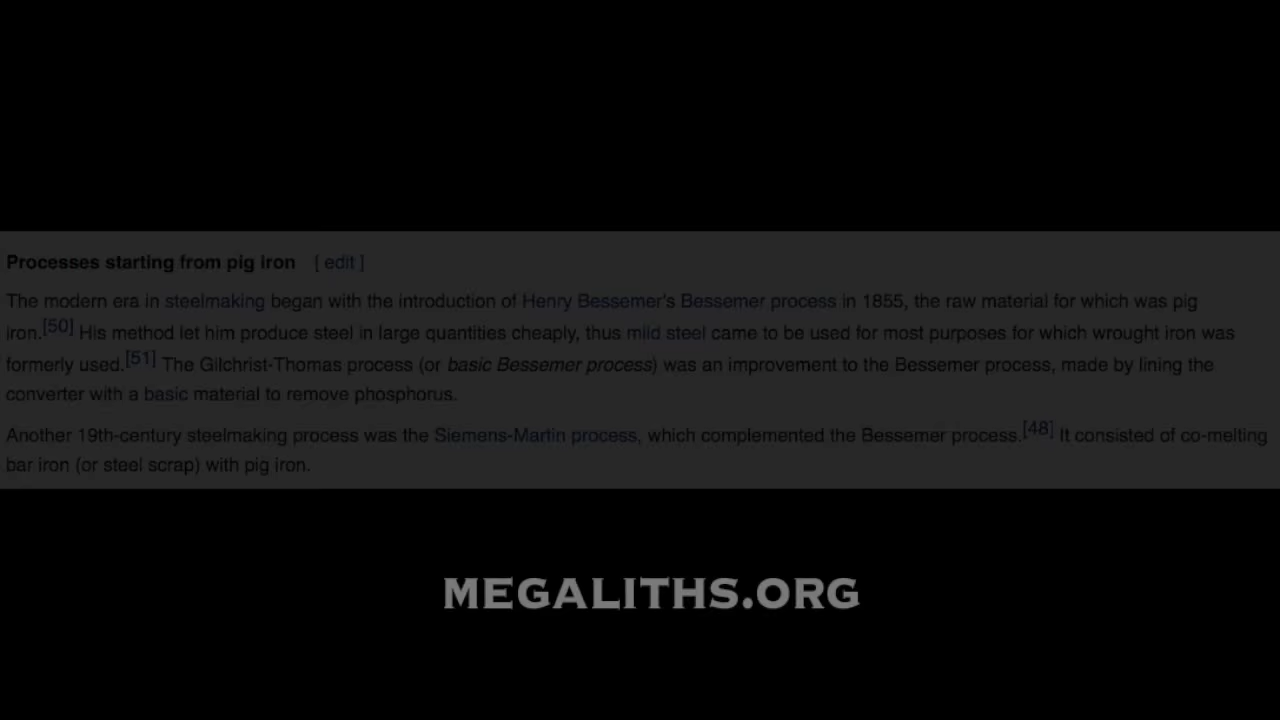 Processes starting from pig iron [ edit ]
The modern era in steelmaking began with the introduction of Henry Bessemer's Bessemer process in 1855, the raw material for which was pig
iron.[50] His method let him produce steel in large quantities cheaply, thus mild steel came to be used for most purposes for which wrought iron was
formerly used.[51] The Gilchrist-Thomas process (or basic Bessemer process) was an improvement to the Bessemer process, made by lining the
converter with a basic material to remove phosphorus.
Another 19th-century steelmaking process was the Siemens-Martin process, which complemented the Bessemer process.[48] It consisted of co-melting
bar iron (or steel scrap) with pig iron.
MEGALITHS.ORG